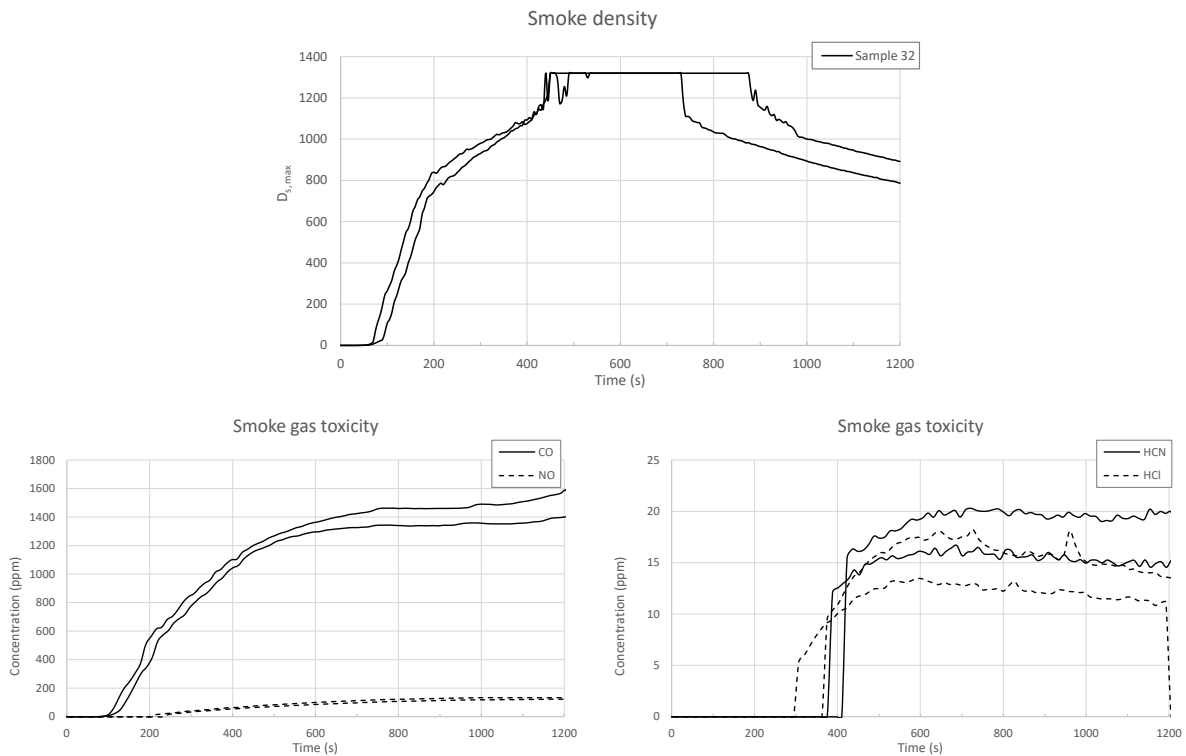 Smoke density
Sample 32
1400
1200
1000
800
600
400
200
0
D_s,max
0 200 400 600 800 1000 1200
Time (s)
Smoke gas toxicity
CO
NO
1800
1600
1400
1200
1000
800
600
400
200
0
Concentration (ppm)
0 200 400 600 800 1000 1200
Time (s)
Smoke gas toxicity
HCN
HCl
25
20
15
10
5
0
Concentration (ppm)
0 200 400 600 800 1000 1200
Time (s)